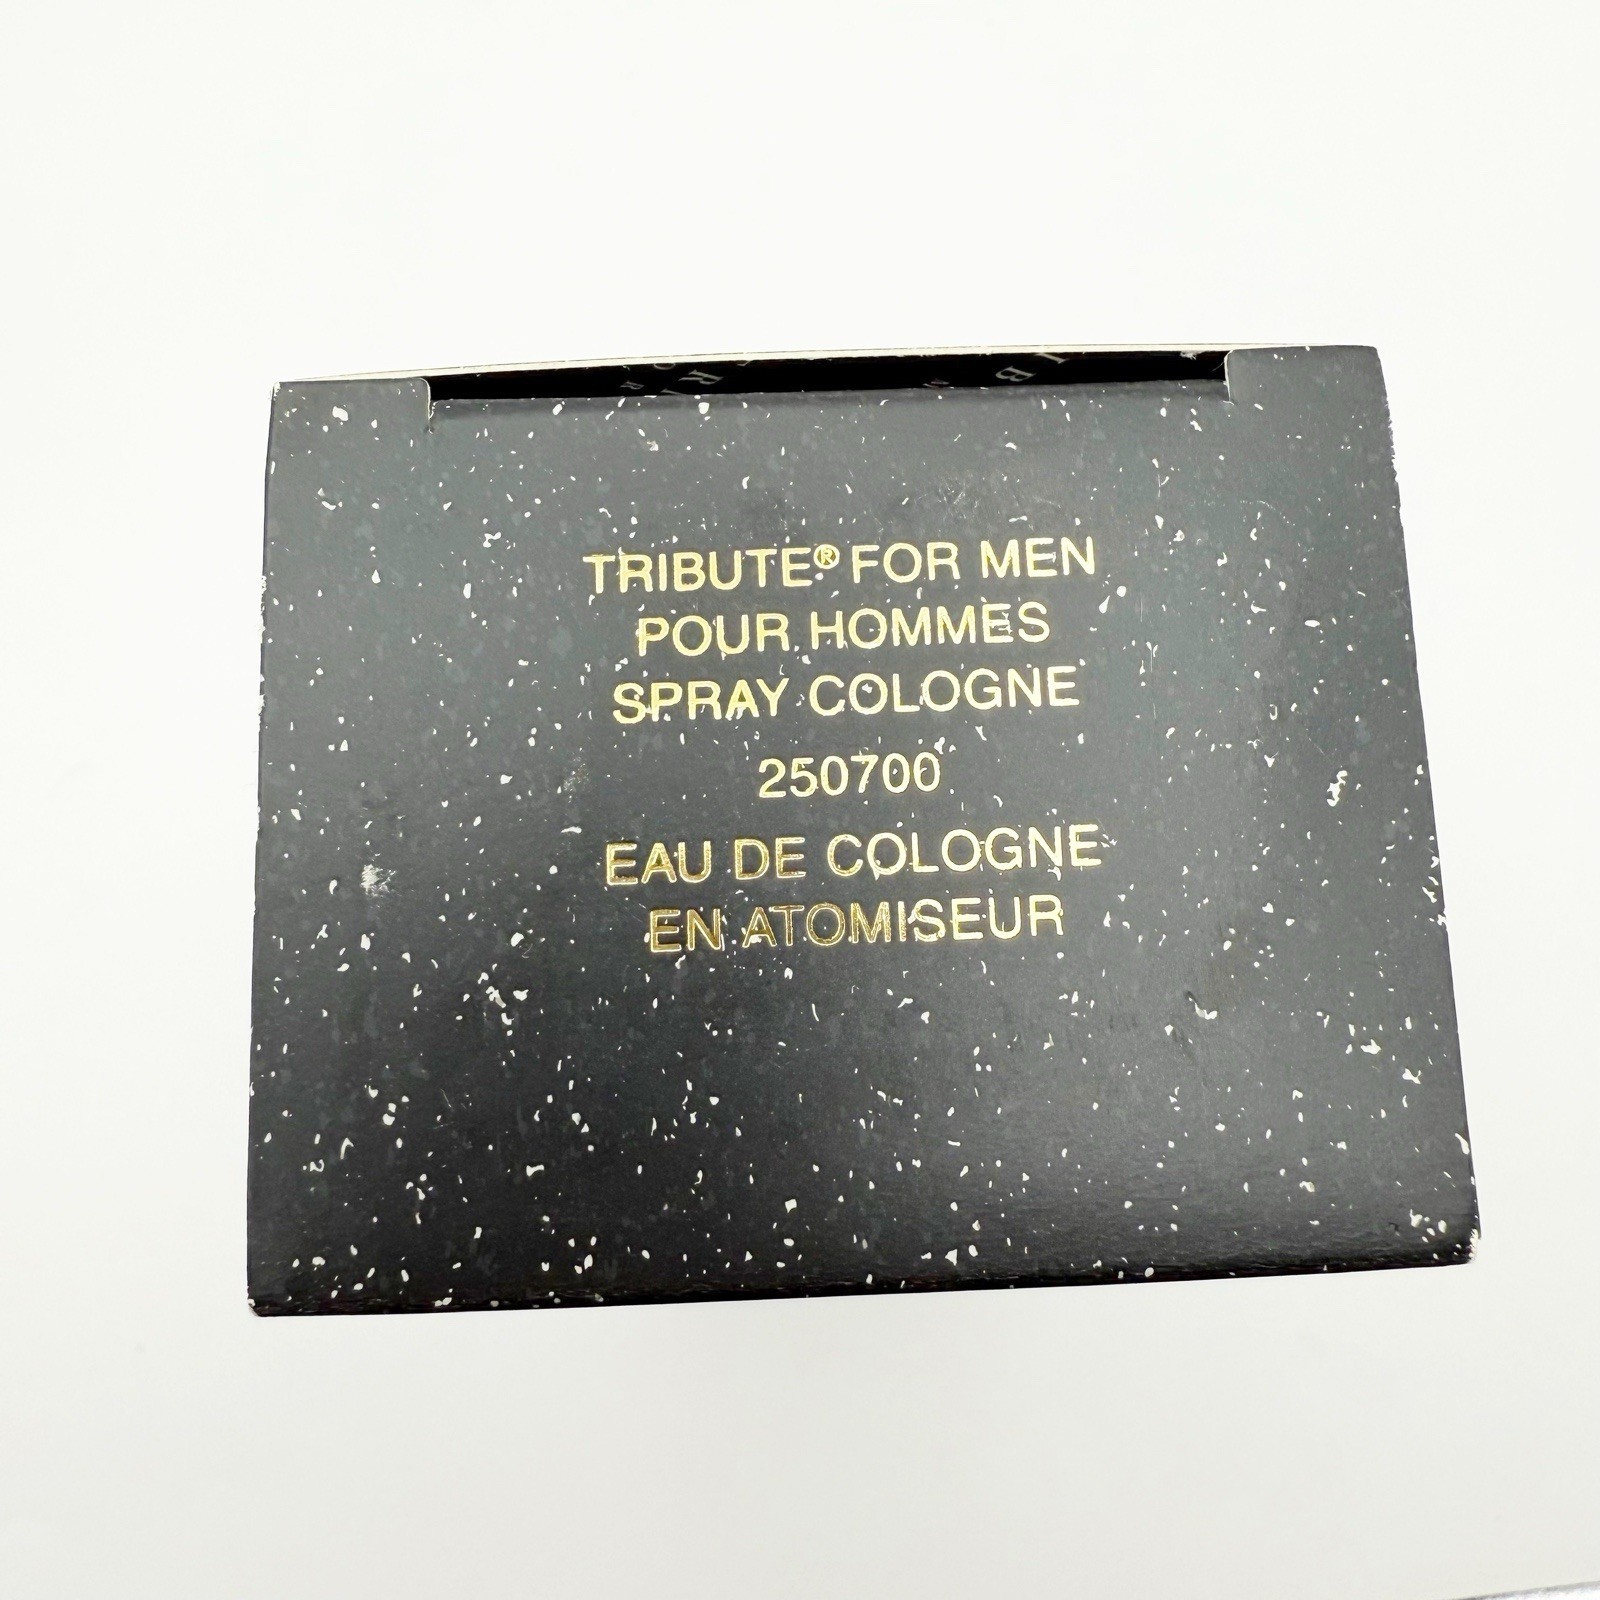 TRIBUTE® FOR MEN
POUR HOMMES
SPRAY COLOGNE
250700
EAU DE COLOGNE
EN ATOMISEUR